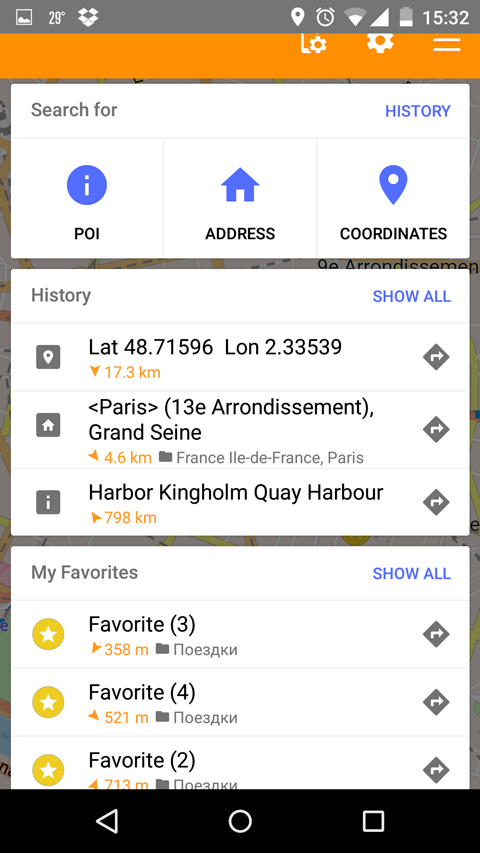 29° 15:32
Search for HISTORY
POI ADDRESS COORDINATES
9e Arrondissemen
History SHOW ALL
Lat 48.71596 Lon 2.33539
17.3 km
<Paris> (13e Arrondissement),
Grand Seine
4.6 km France Ile-de-France, Paris
Harbor Kingholm Quay Harbour
798 km
My Favorites SHOW ALL
Favorite (3)
358 m Поездки
Favorite (4)
521 m Поездки
Favorite (2)
713 m Поездки